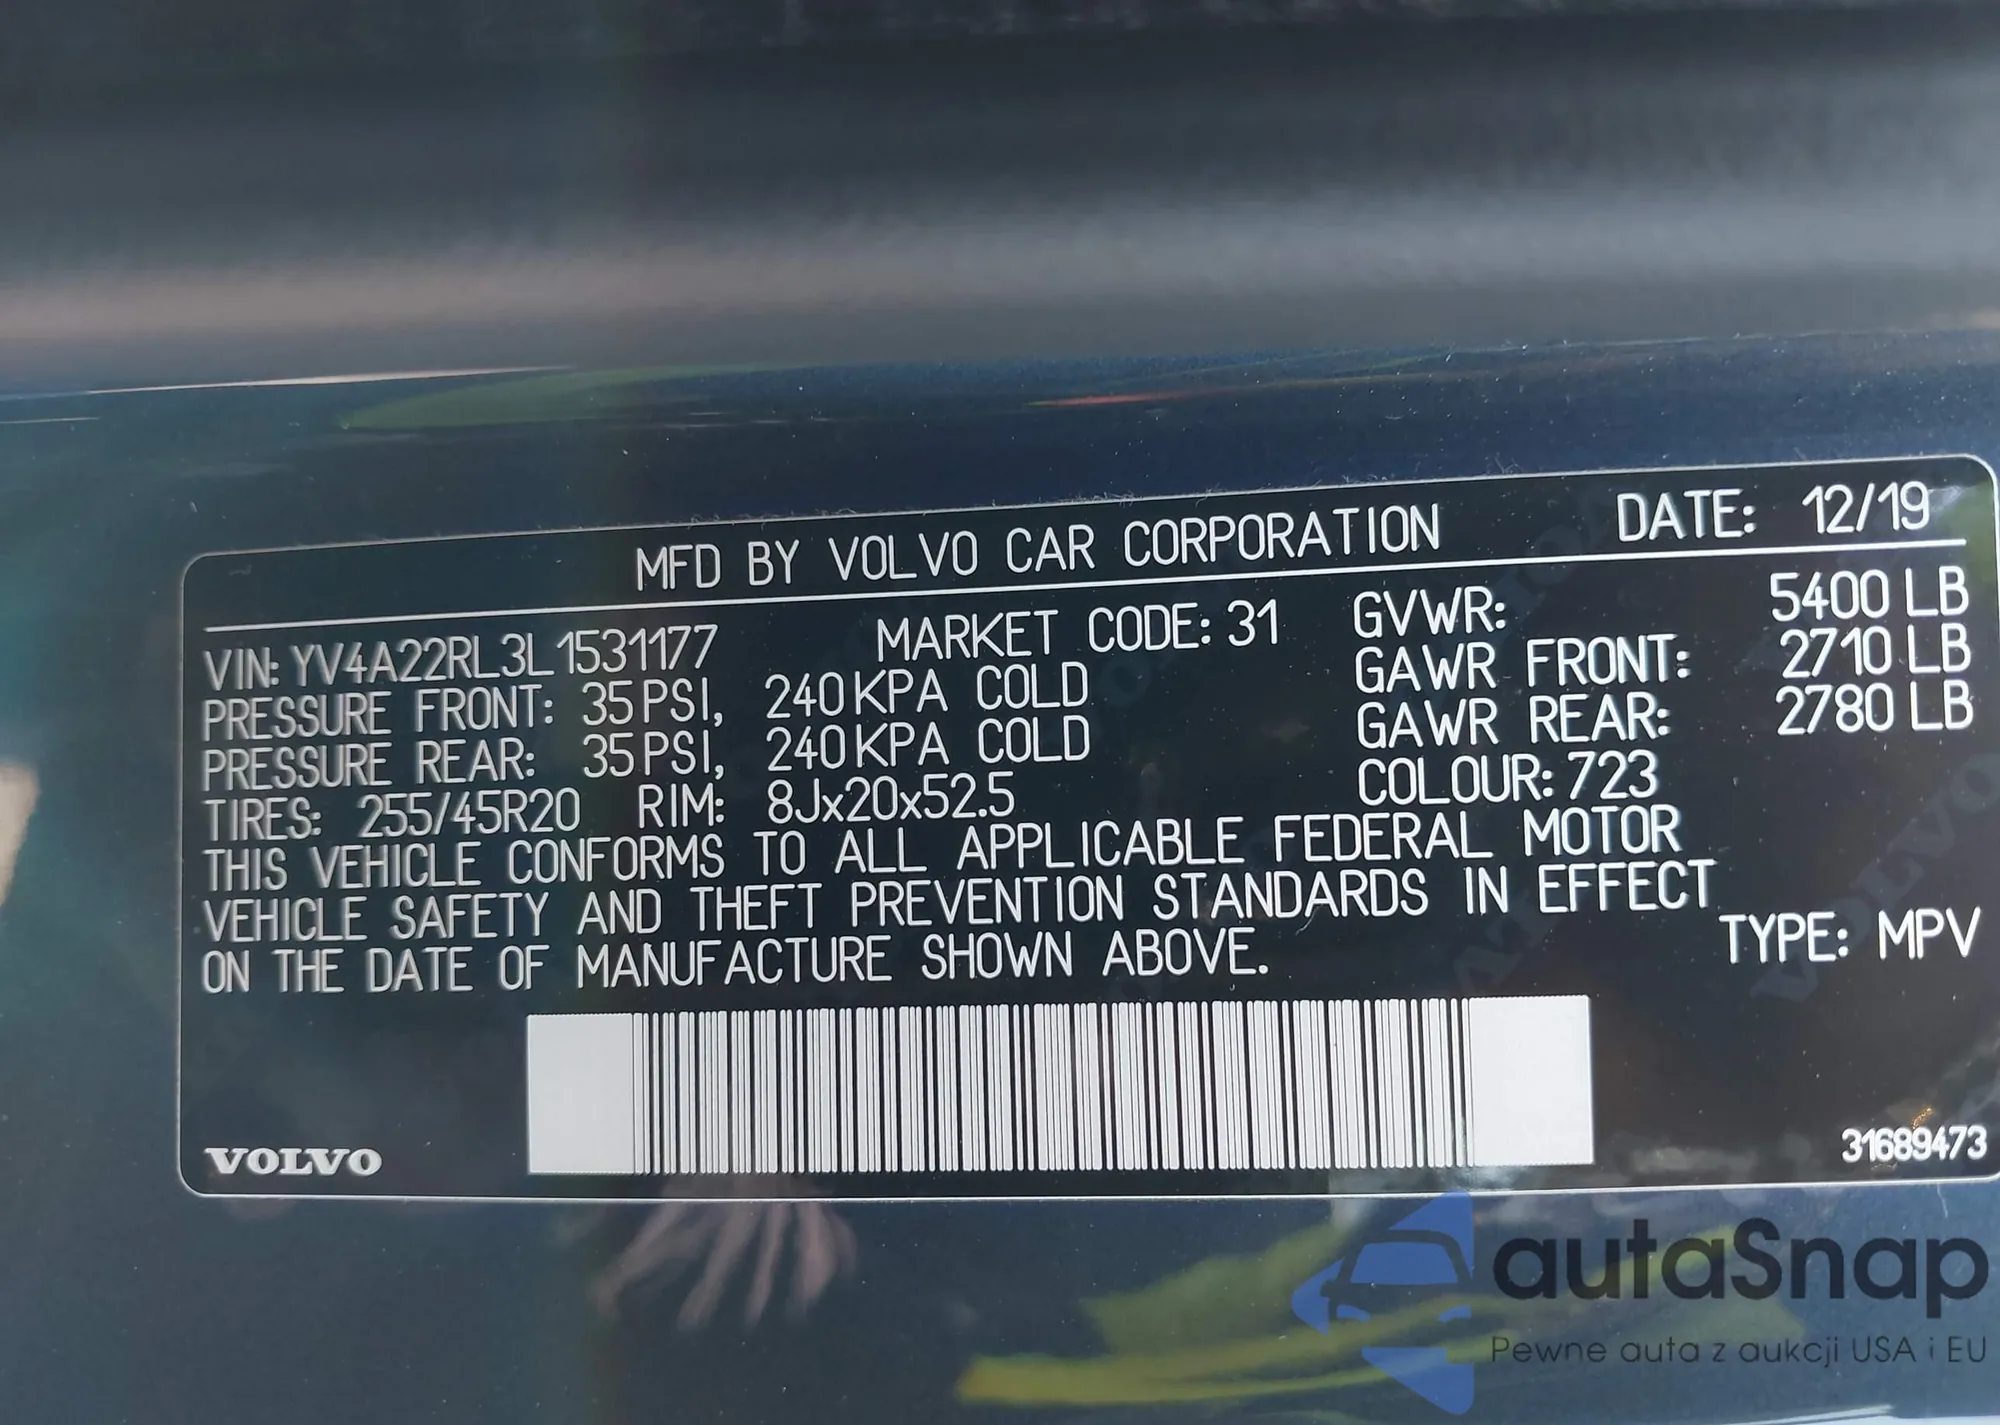 MFD BY VOLVO CAR CORPORATION DATE: 12/19
VIN: YV4A22RL3L1531177 MARKET CODE: 31 GVWR: 5400 LB
PRESSURE FRONT: 35 PSI, 240 KPA COLD GAWR FRONT: 2710 LB
PRESSURE REAR: 35 PSI, 240 KPA COLD GAWR REAR: 2780 LB
TIRES: 255/45R20 RIM: 8Jx20x52.5 COLOUR: 723
THIS VEHICLE CONFORMS TO ALL APPLICABLE FEDERAL MOTOR
VEHICLE SAFETY AND THEFT PREVENTION STANDARDS IN EFFECT
ON THE DATE OF MANUFACTURE SHOWN ABOVE. TYPE: MPV
VOLVO 31689473
autaSnap
Pewne auta z aukcji USA i EU